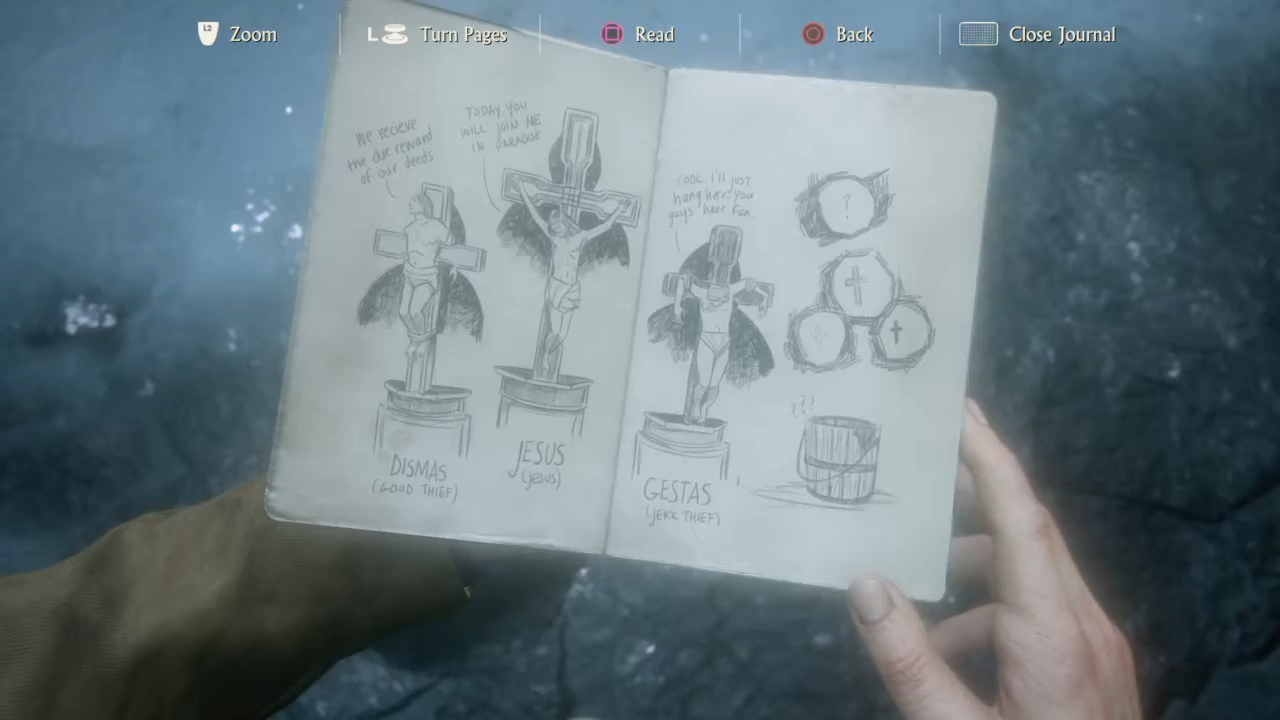 L2 Zoom
L Turn Pages
Read
Back
Close Journal
We recieve
the due reward
of our deeds
TODAY YOU
WILL JOIN ME
IN PARADISE
COOL. I'll JUST
hang here. You
guys have fun.
?
DISMAS
(GOOD THIEF)
JESUS
(JESUS)
GESTAS
(JERK THIEF)
???